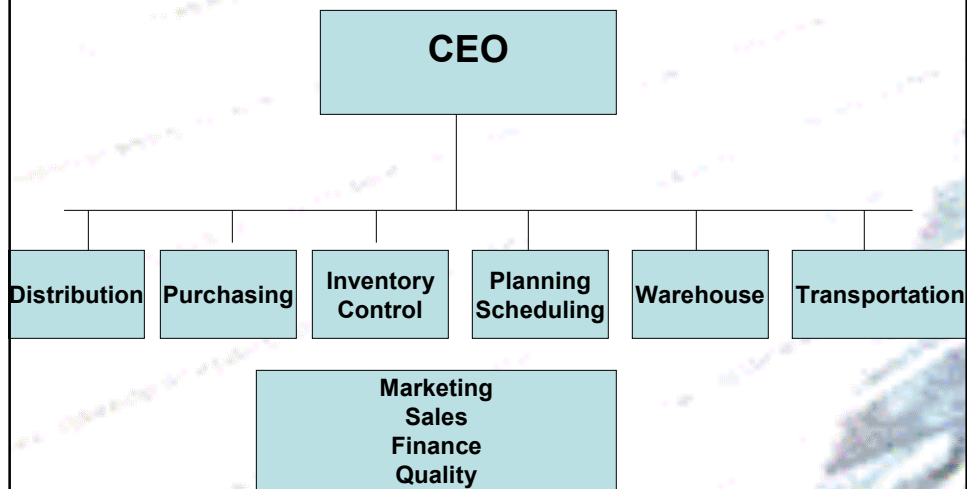 CEO
Distribution
Purchasing
Inventory
Control
Planning
Scheduling
Warehouse
Transportation
Marketing
Sales
Finance
Quality